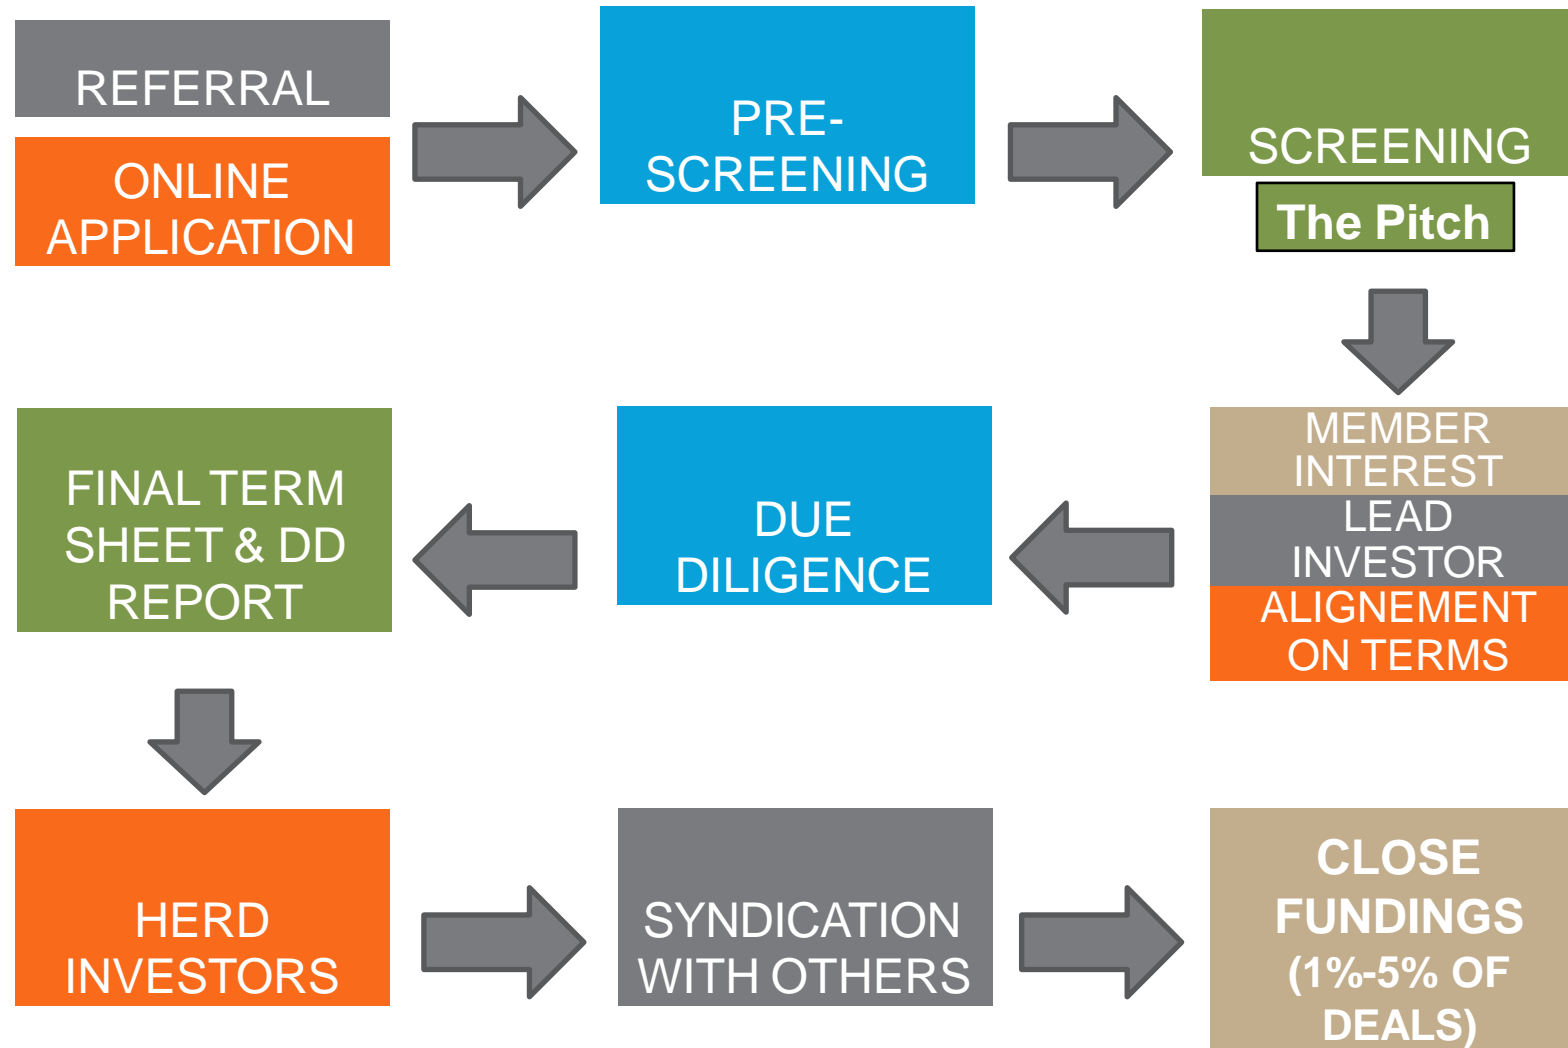 REFERRAL
ONLINE
APPLICATION
PRE-
SCREENING
SCREENING
The Pitch
MEMBER
INTEREST
LEAD
INVESTOR
ALIGNEMENT
ON TERMS
DUE
DILIGENCE
FINAL TERM
SHEET & DD
REPORT
HERD
INVESTORS
SYNDICATION
WITH OTHERS
CLOSE
FUNDINGS
(1%-5% OF
DEALS)